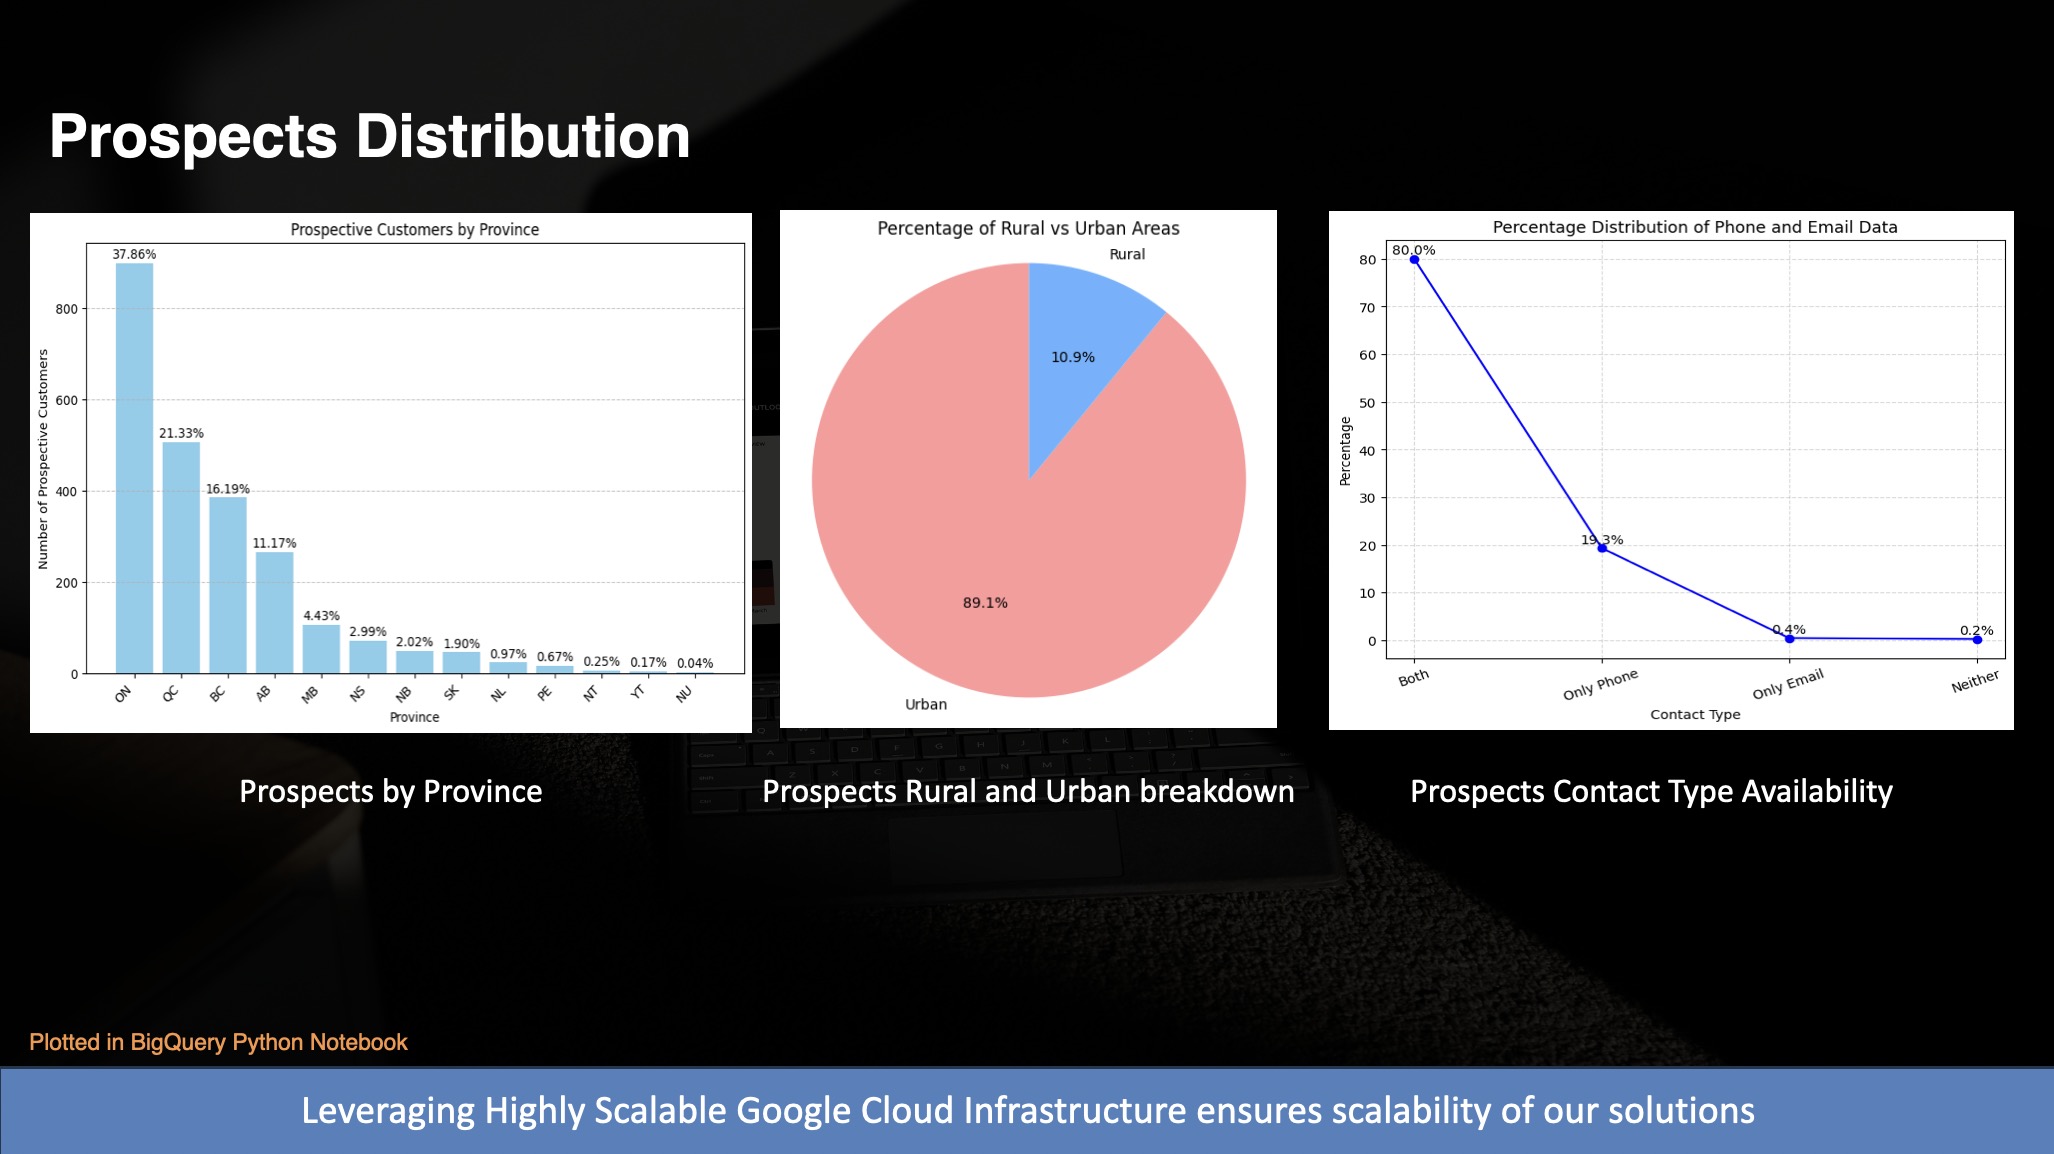 Prospects Distribution
Prospective Customers by Province
Number of Prospective Customers
800
600
400
200
0
37.86%
21.33%
16.19%
11.17%
4.43%
2.99%
2.02%
1.90%
0.97%
0.67%
0.25%
0.17%
0.04%
ON
QC
BC
AB
MB
NS
NB
SK
NL
PE
NT
YT
NU
Province
Percentage of Rural vs Urban Areas
Rural
10.9%
89.1%
Urban
Percentage Distribution of Phone and Email Data
Percentage
80
70
60
50
40
30
20
10
0
80.0%
19.3%
0.4%
0.2%
Both
Only Phone
Only Email
Neither
Contact Type
Prospects by Province
Prospects Rural and Urban breakdown
Prospects Contact Type Availability
Plotted in BigQuery Python Notebook
Leveraging Highly Scalable Google Cloud Infrastructure ensures scalability of our solutions